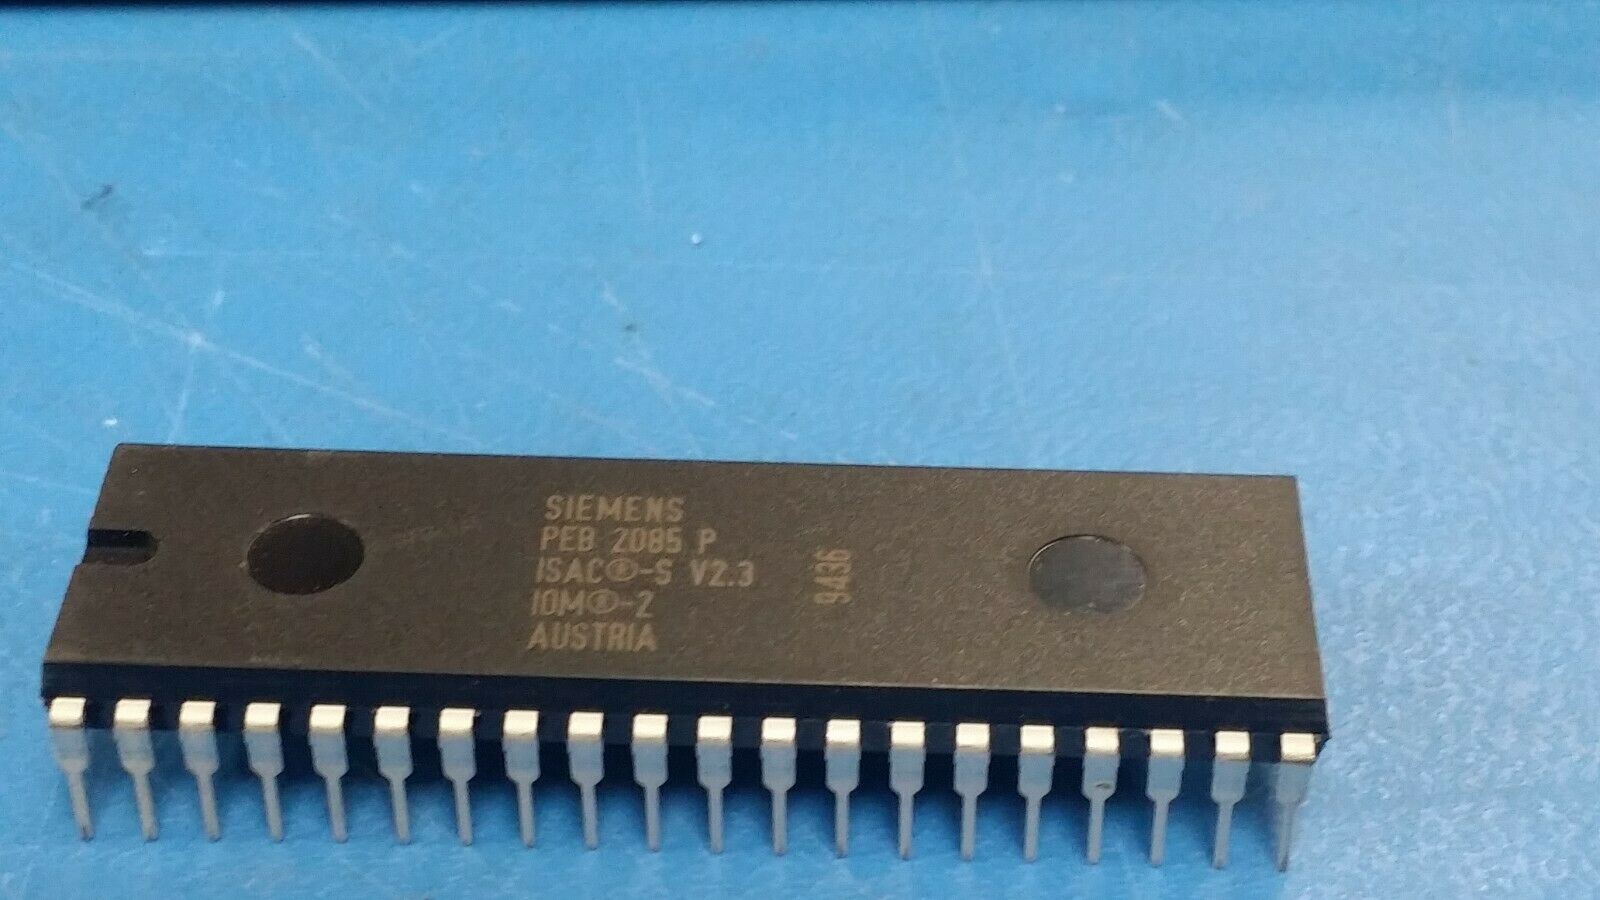 SIEMENS
PEB 2085 P
ISAC®-S V2.3
IOM®-2
AUSTRIA
9436